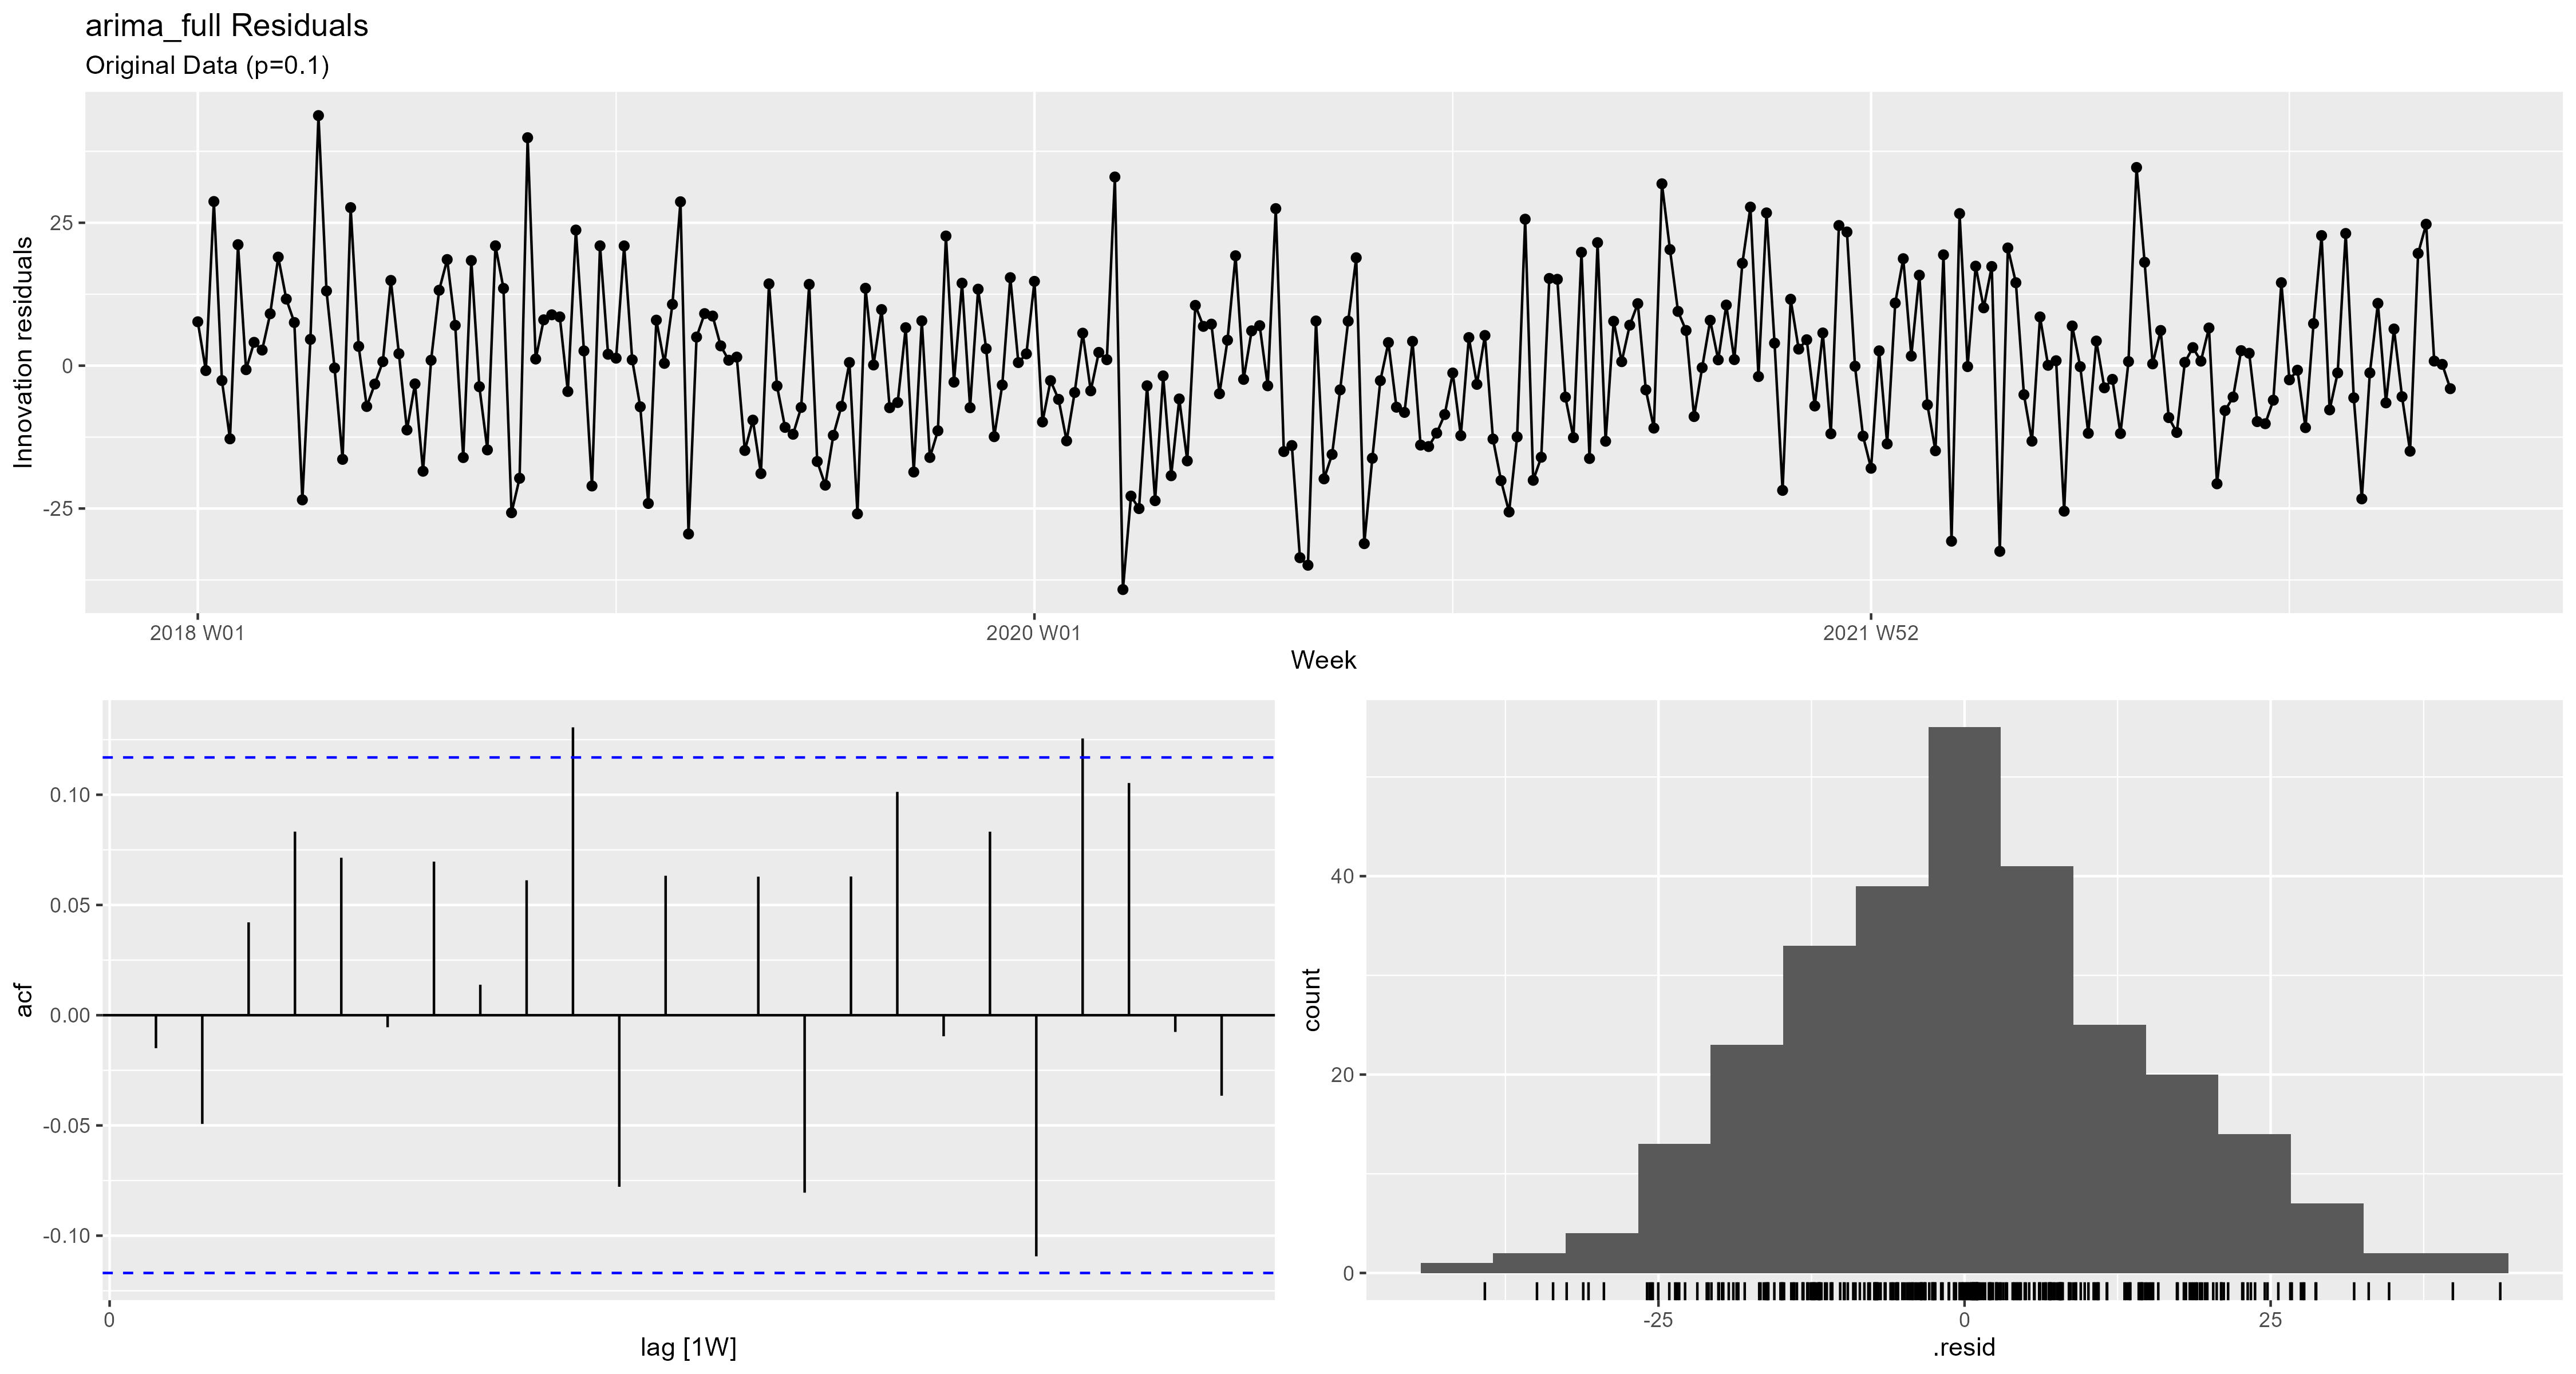 arima_full Residuals
Original Data (p=0.1)
Innovation residuals
25
0
-25
2018 W01
2020 W01
2021 W52
Week
acf
0.10
0.05
0.00
-0.05
-0.10
0
lag [1W]
count
40
20
0
-25
0
25
.resid